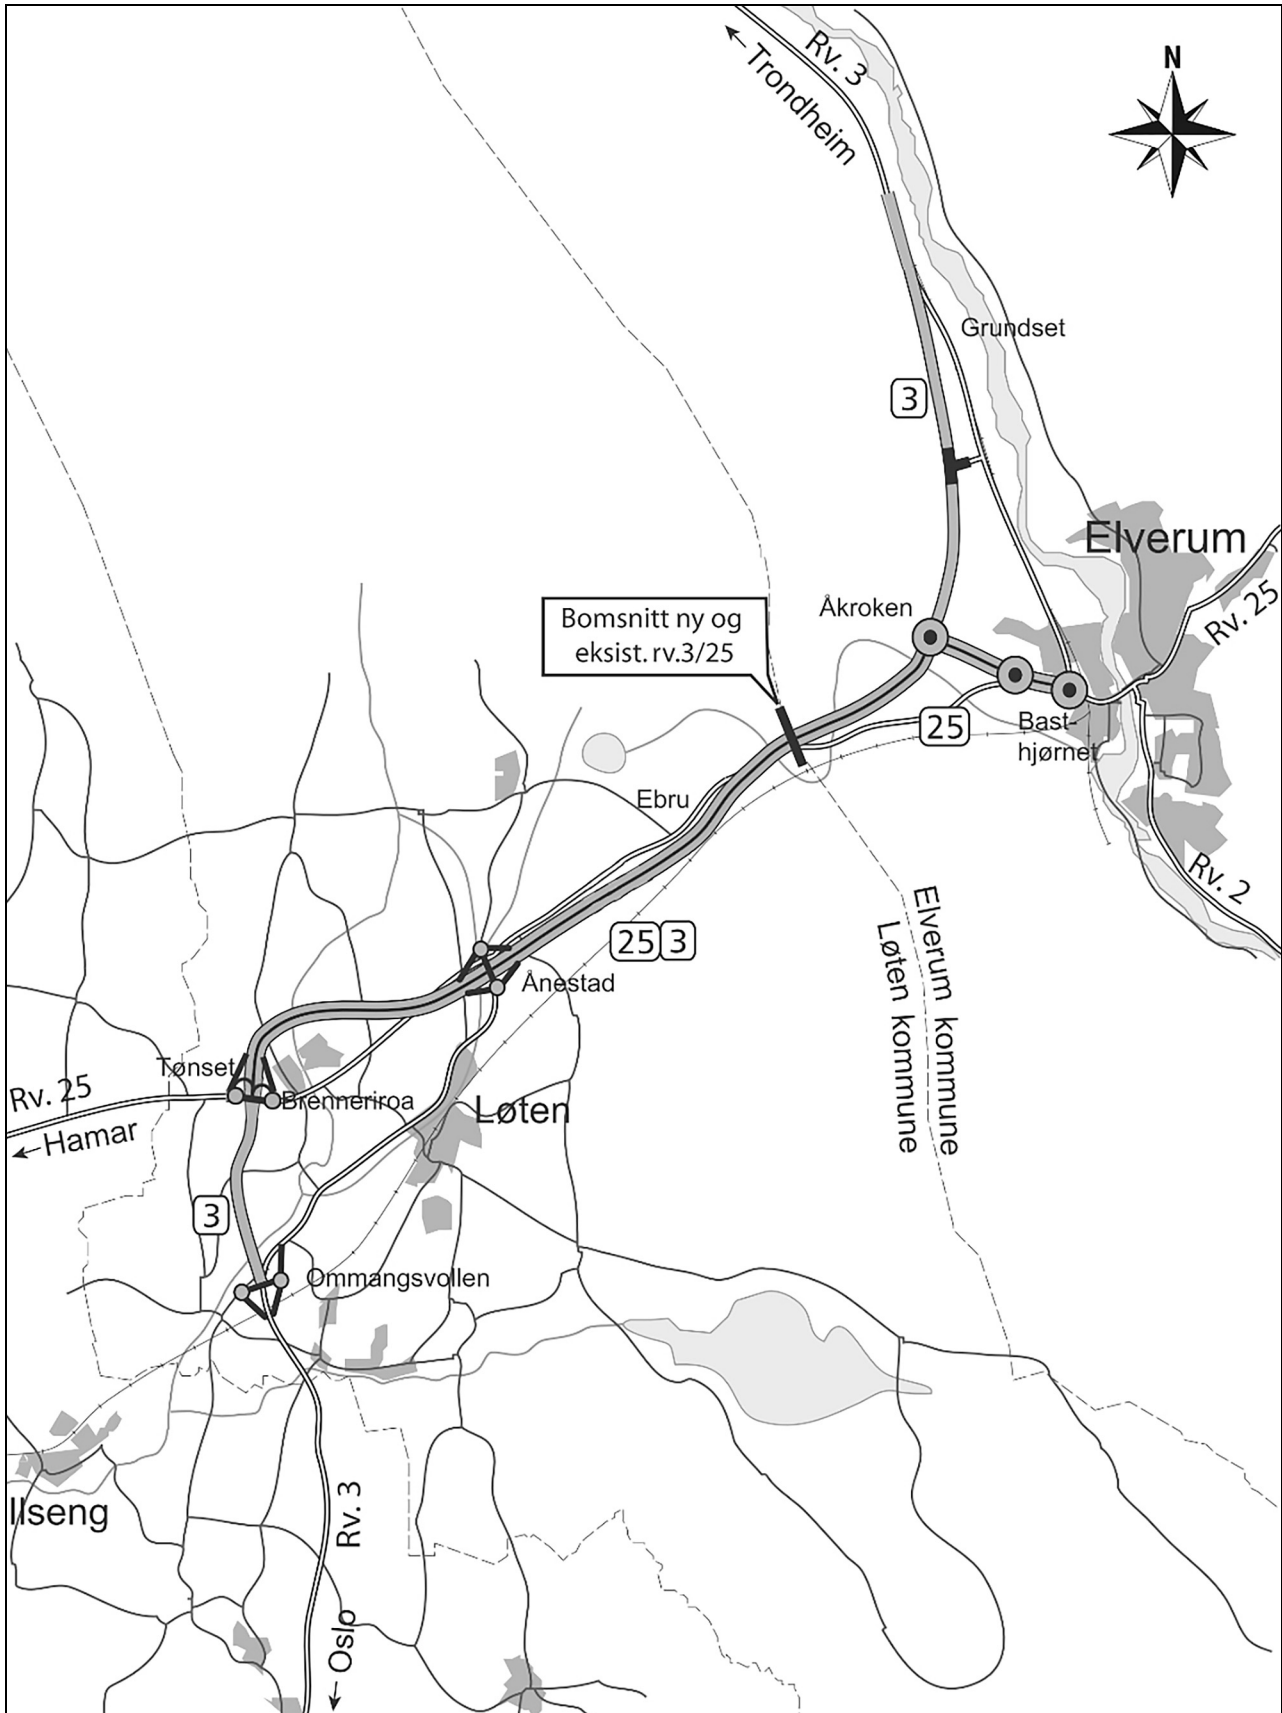 Rv. 3
Trondheim
N
Grundset
3
Elverum
Rv. 25
Åkroken
Bomsnitt ny og
eksist. rv.3/25
25
Bast-
hjørnet
Ebru
Rv. 2
Elverum kommune
Løten kommune
25 3
Ånestad
Tønset
Rv. 25
Brenneriroa
Hamar
Løten
3
Ommangsvollen
Ilseng
Rv. 3
Oslo